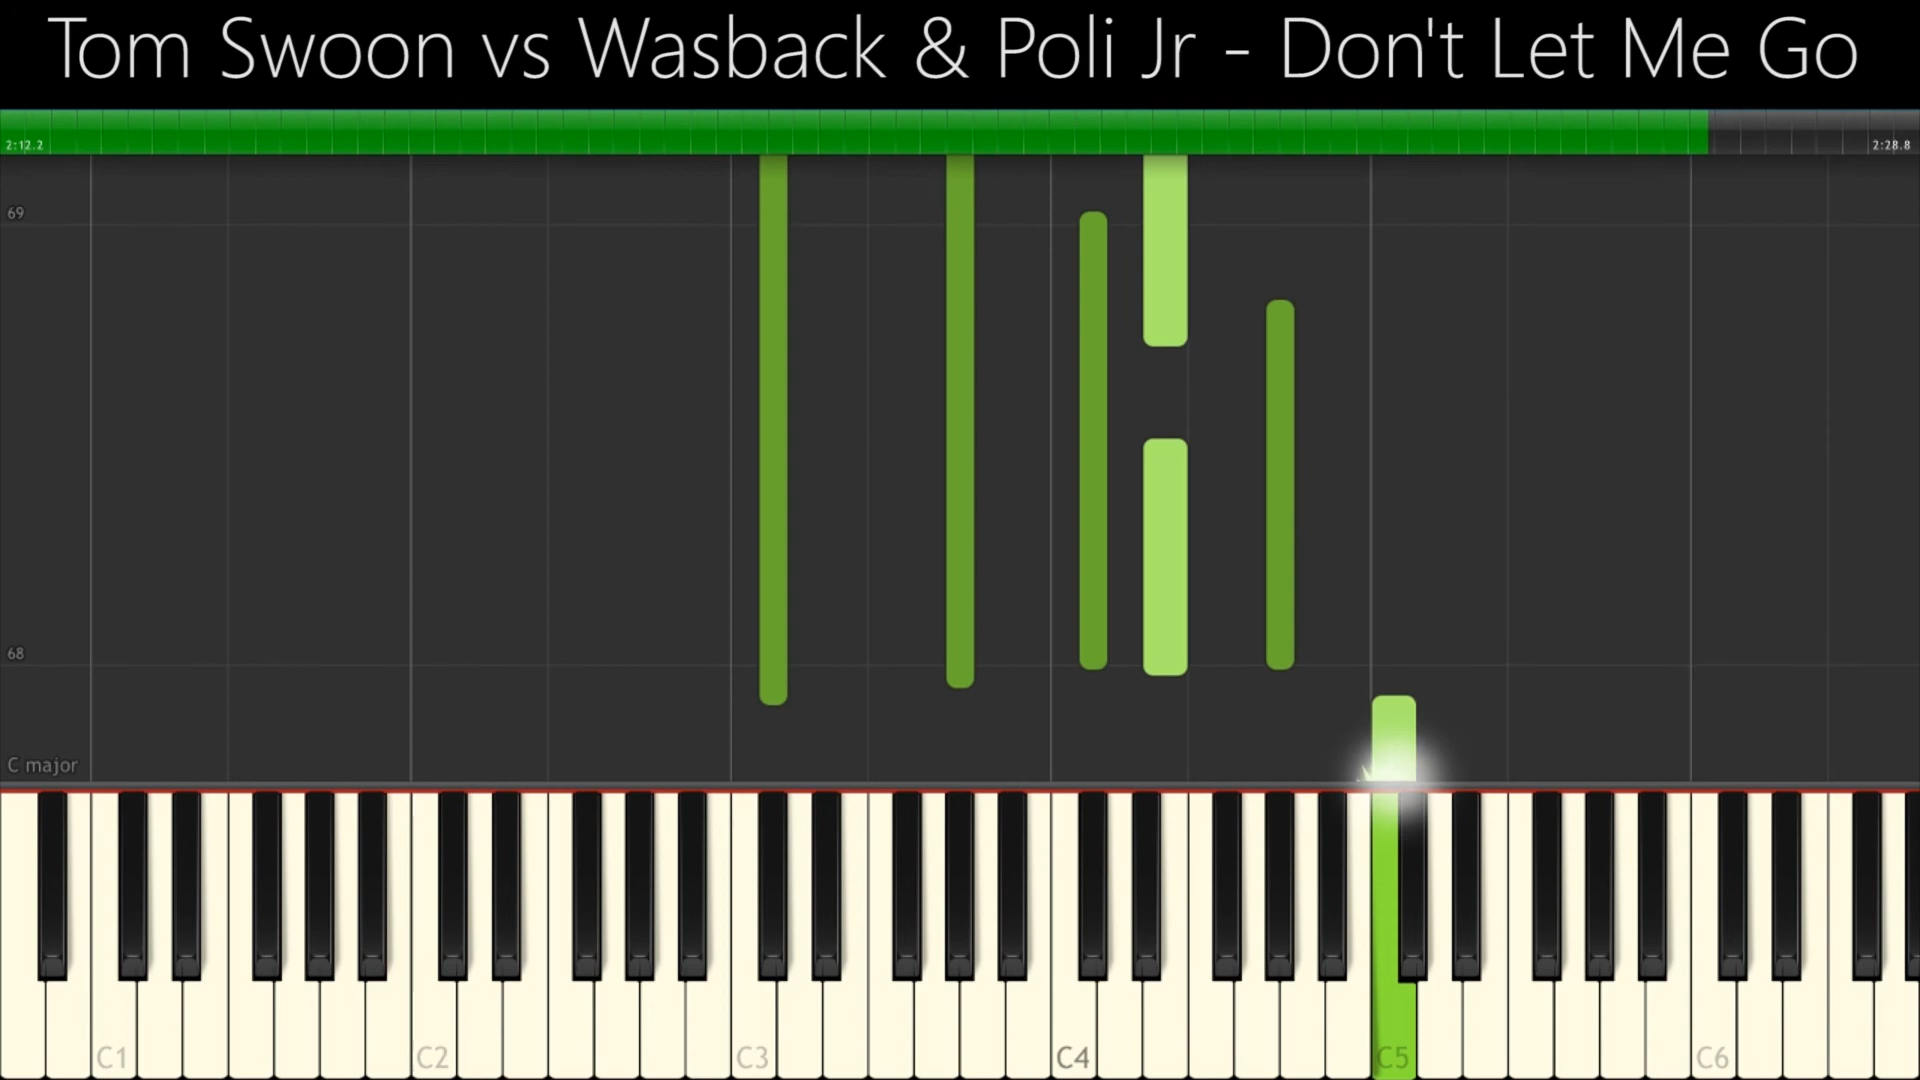 Tom Swoon vs Wasback & Poli Jr - Don't Let Me Go
2:12.2
2:28.8
69
68
C major
C1
C2
C3
C4
C5
C6